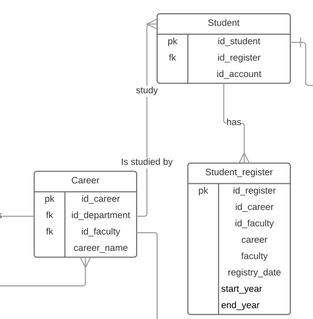 Student
pk id_student
fk id_register
id_account
study
has
Is studied by
Career
pk id_career
fk id_department
fk id_faculty
career_name
Student_register
pk id_register
id_career
id_faculty
career
faculty
registry_date
start_year
end_year